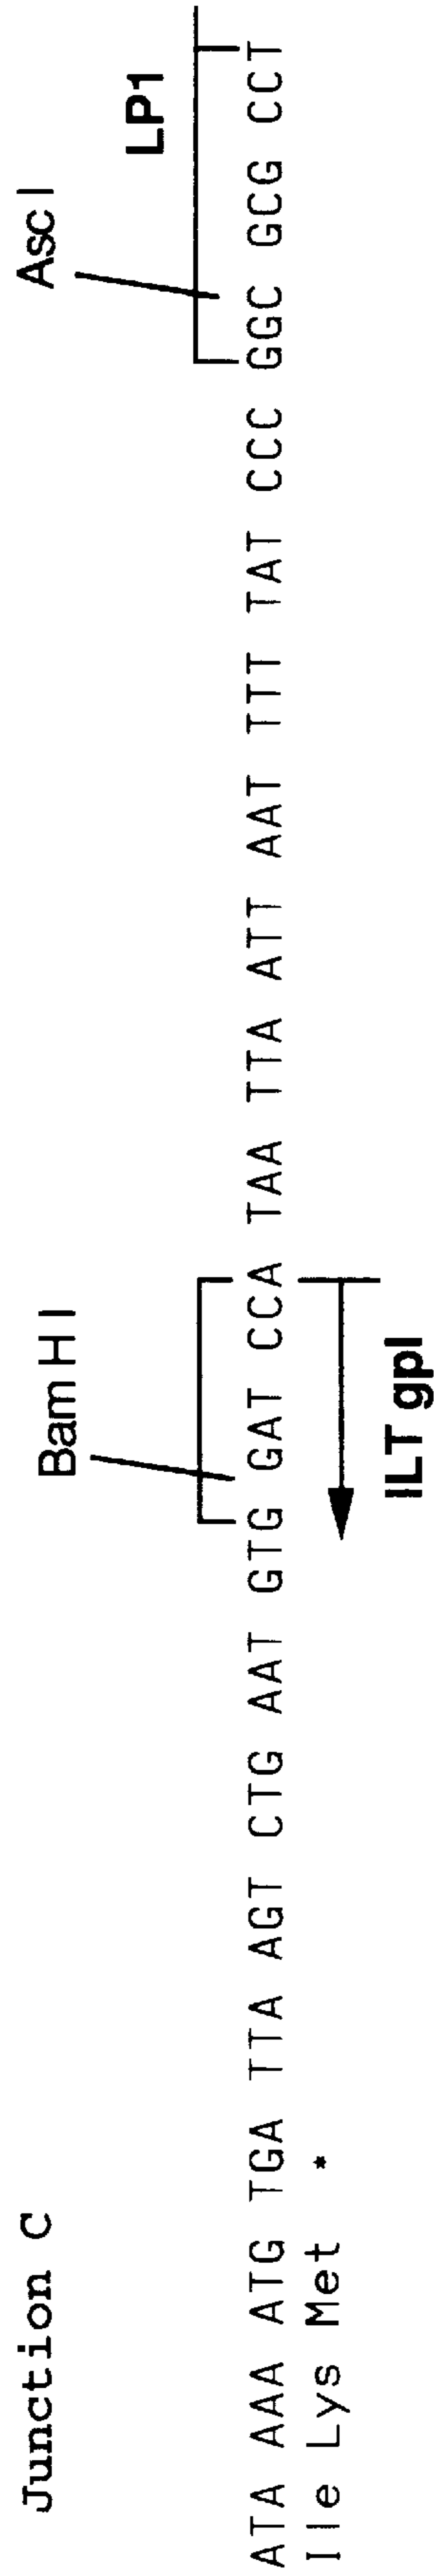 Junction C
Bam H I
Asc I
LP1
ATA AAA ATG TGA TTA AGT CTG AAT GTG GAT CCA TAA TTA ATT AAT TTT TAT CCC GGC GCG CCT
Ile Lys Met *
ILT gpI